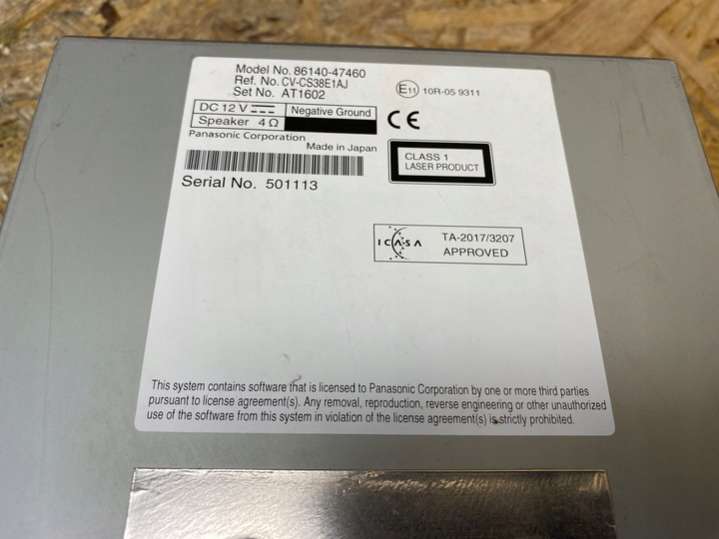 Model No. 86140-47460
Ref. No. CV-CS38E1AJ
Set No. AT1602
E11 10R-05 9311
DC 12 V Negative Ground
Speaker 4 Ω
CE
Panasonic Corporation
Made in Japan
CLASS 1
LASER PRODUCT
Serial No. 501113
ICASA TA-2017/3207
APPROVED
This system contains software that is licensed to Panasonic Corporation by one or more third parties
pursuant to license agreement(s). Any removal, reproduction, reverse engineering or other unauthorized
use of the software from this system in violation of the license agreement(s) is strictly prohibited.